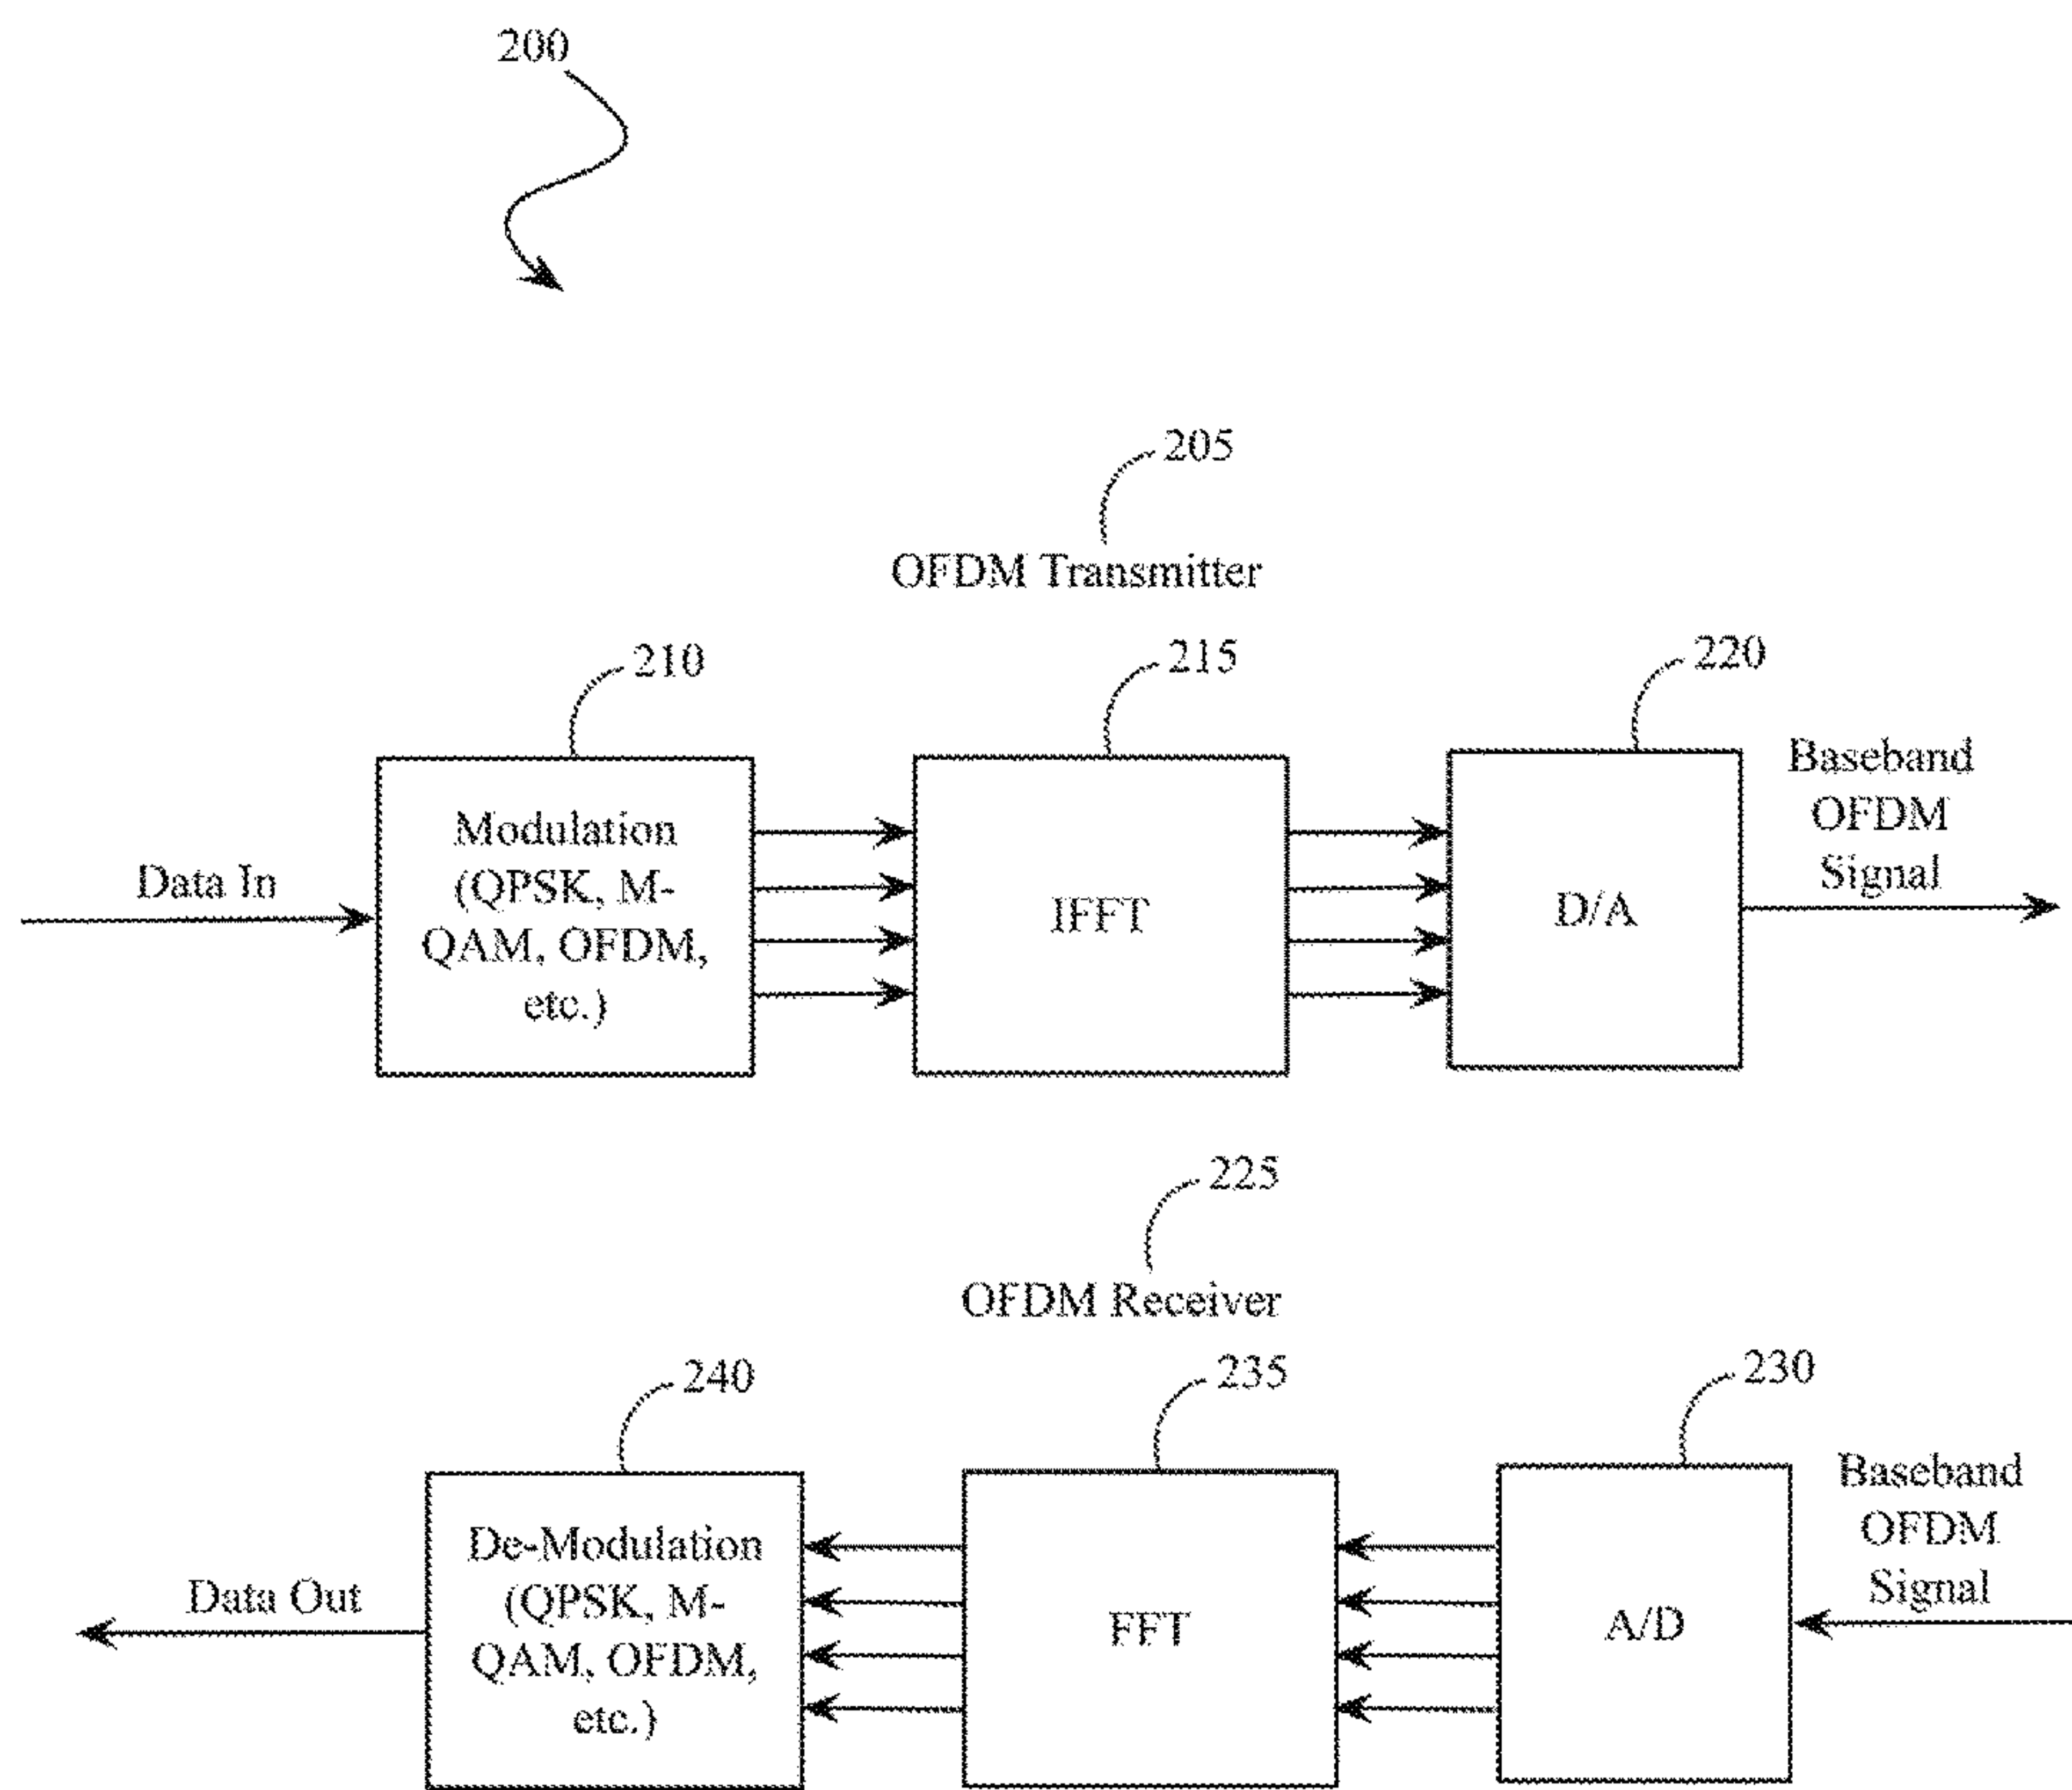 200
205
OFDM Transmitter
210
215
220
Data In
Modulation
(QPSK, M-
QAM, OFDM,
etc.)
IFFT
D/A
Baseband
OFDM
Signal
225
OFDM Receiver
240
235
230
Data Out
De-Modulation
(QPSK, M-
QAM, OFDM,
etc.)
FFT
A/D
Baseband
OFDM
Signal